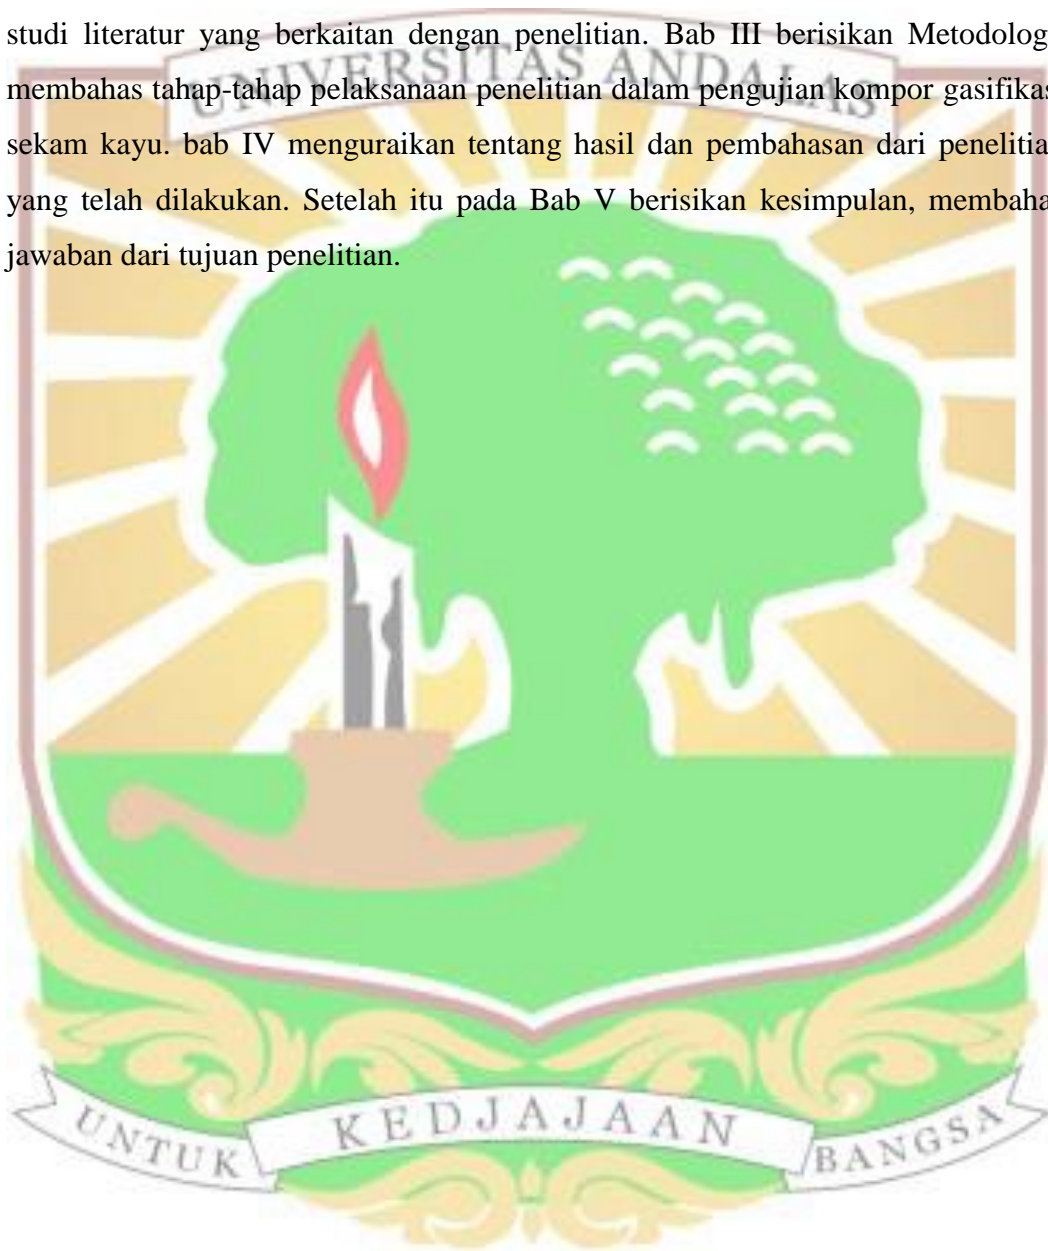 studi literatur yang berkaitan dengan penelitian. Bab III berisikan Metodolog
UNIVERSITAS ANDALAS
membahas tahap-tahap pelaksanaan penelitian dalam pengujian kompor gasifikas
sekam kayu. bab IV menguraikan tentang hasil dan pembahasan dari penelitia
yang telah dilakukan. Setelah itu pada Bab V berisikan kesimpulan, membaha
jawaban dari tujuan penelitian.
UNTUK KEDJAJAAN BANGSA